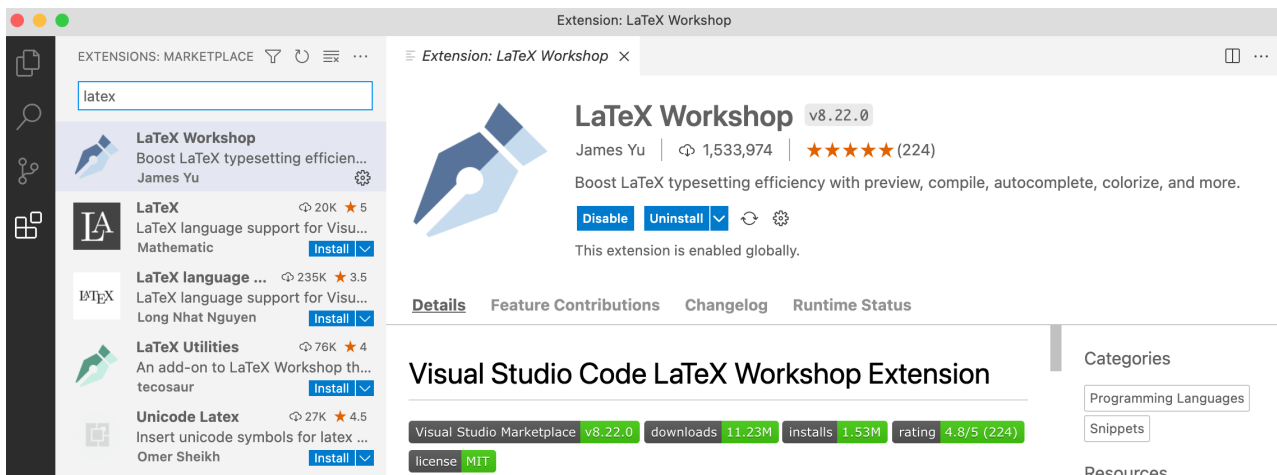 Extension: LaTeX Workshop
EXTENSIONS: MARKETPLACE
latex
LaTeX Workshop
Boost LaTeX typesetting efficien...
James Yu
LA
LaTeX 20K ★ 5
LaTeX language support for Visu...
Mathematic Install
LATEX
LaTeX language ... 235K ★ 3.5
LaTeX language support for Visu...
Long Nhat Nguyen Install
LaTeX Utilities 76K ★ 4
An add-on to LaTeX Workshop th...
tecosaur Install
Unicode Latex 27K ★ 4.5
Insert unicode symbols for latex ...
Omer Sheikh Install
Extension: LaTeX Workshop
LaTeX Workshop v8.22.0
James Yu 1,533,974 ★★★★★ (224)
Boost LaTeX typesetting efficiency with preview, compile, autocomplete, colorize, and more.
Disable Uninstall
This extension is enabled globally.
Details Feature Contributions Changelog Runtime Status
Visual Studio Code LaTeX Workshop Extension
Visual Studio Marketplace v8.22.0 downloads 11.23M installs 1.53M rating 4.8/5 (224)
license MIT
Categories
Programming Languages
Snippets
Resources